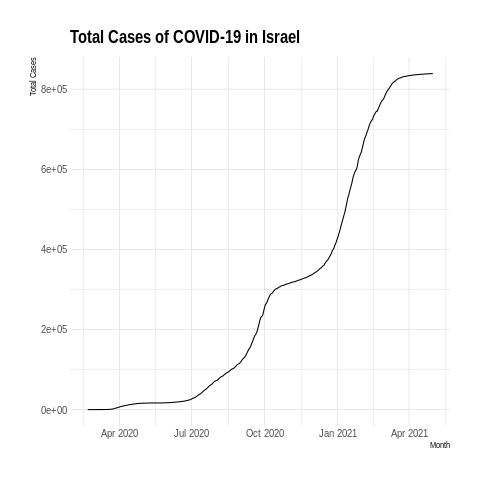 Total Cases of COVID-19 in Israel
Total Cases
8e+05
6e+05
4e+05
2e+05
0e+00
Apr 2020
Jul 2020
Oct 2020
Jan 2021
Apr 2021
Month